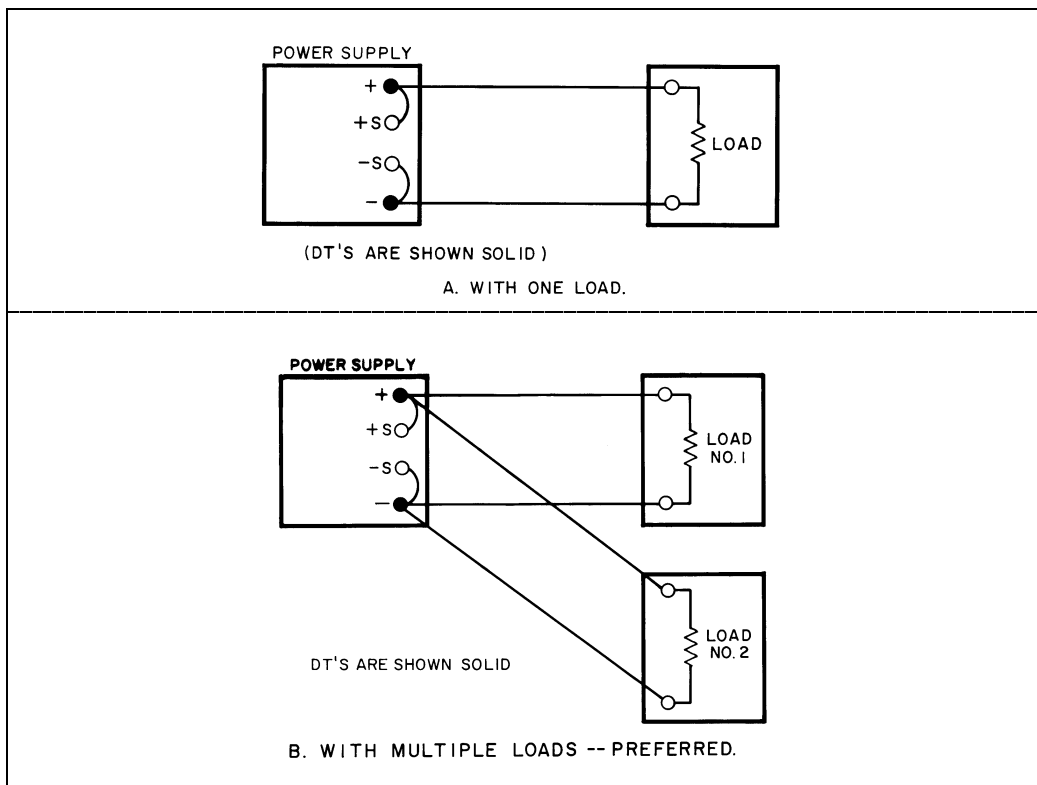 POWER SUPPLY
+
+S
-S
-
LOAD
(DT'S ARE SHOWN SOLID)
A. WITH ONE LOAD.
POWER SUPPLY
+
+S
-S
-
LOAD
NO.1
LOAD
NO.2
DT'S ARE SHOWN SOLID
B. WITH MULTIPLE LOADS -- PREFERRED.